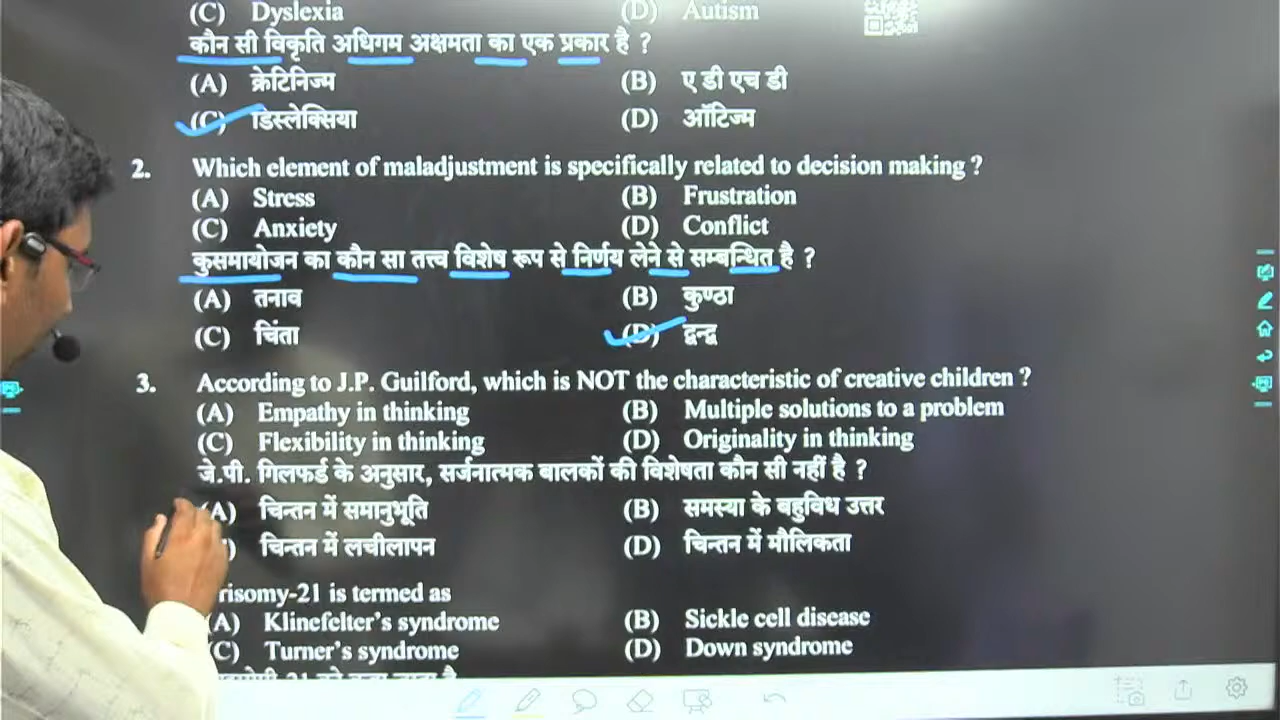 (C) Dyslexia (D) Autism
कौन सी विकृति अधिगम अक्षमता का एक प्रकार है ?
(A) क्रेटिनिज्म (B) ए डी एच डी
(C) डिस्लेक्सिया (D) ऑटिज्म
2. Which element of maladjustment is specifically related to decision making ?
(A) Stress (B) Frustration
(C) Anxiety (D) Conflict
कुसमायोजन का कौन सा तत्त्व विशेष रूप से निर्णय लेने से सम्बन्धित है ?
(A) तनाव (B) कुण्ठा
(C) चिंता (D) द्वन्द्व
3. According to J.P. Guilford, which is NOT the characteristic of creative children ?
(A) Empathy in thinking (B) Multiple solutions to a problem
(C) Flexibility in thinking (D) Originality in thinking
जे.पी. गिलफर्ड के अनुसार, सर्जनात्मक बालकों की विशेषता कौन सी नहीं है ?
(A) चिन्तन में समानुभूति (B) समस्या के बहुविध उत्तर
) चिन्तन में लचीलापन (D) चिन्तन में मौलिकता
risomy-21 is termed as
(A) Klinefelter's syndrome (B) Sickle cell disease
(C) Turner's syndrome (D) Down syndrome